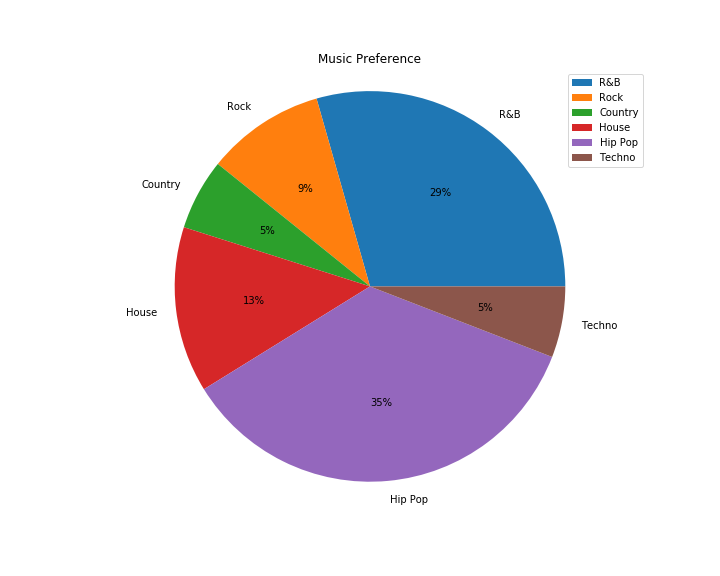 Music Preference
R&B
Rock
Country
House
Hip Pop
Techno
R&B
Rock
Country
House
Hip Pop
Techno
29%
9%
5%
13%
35%
5%